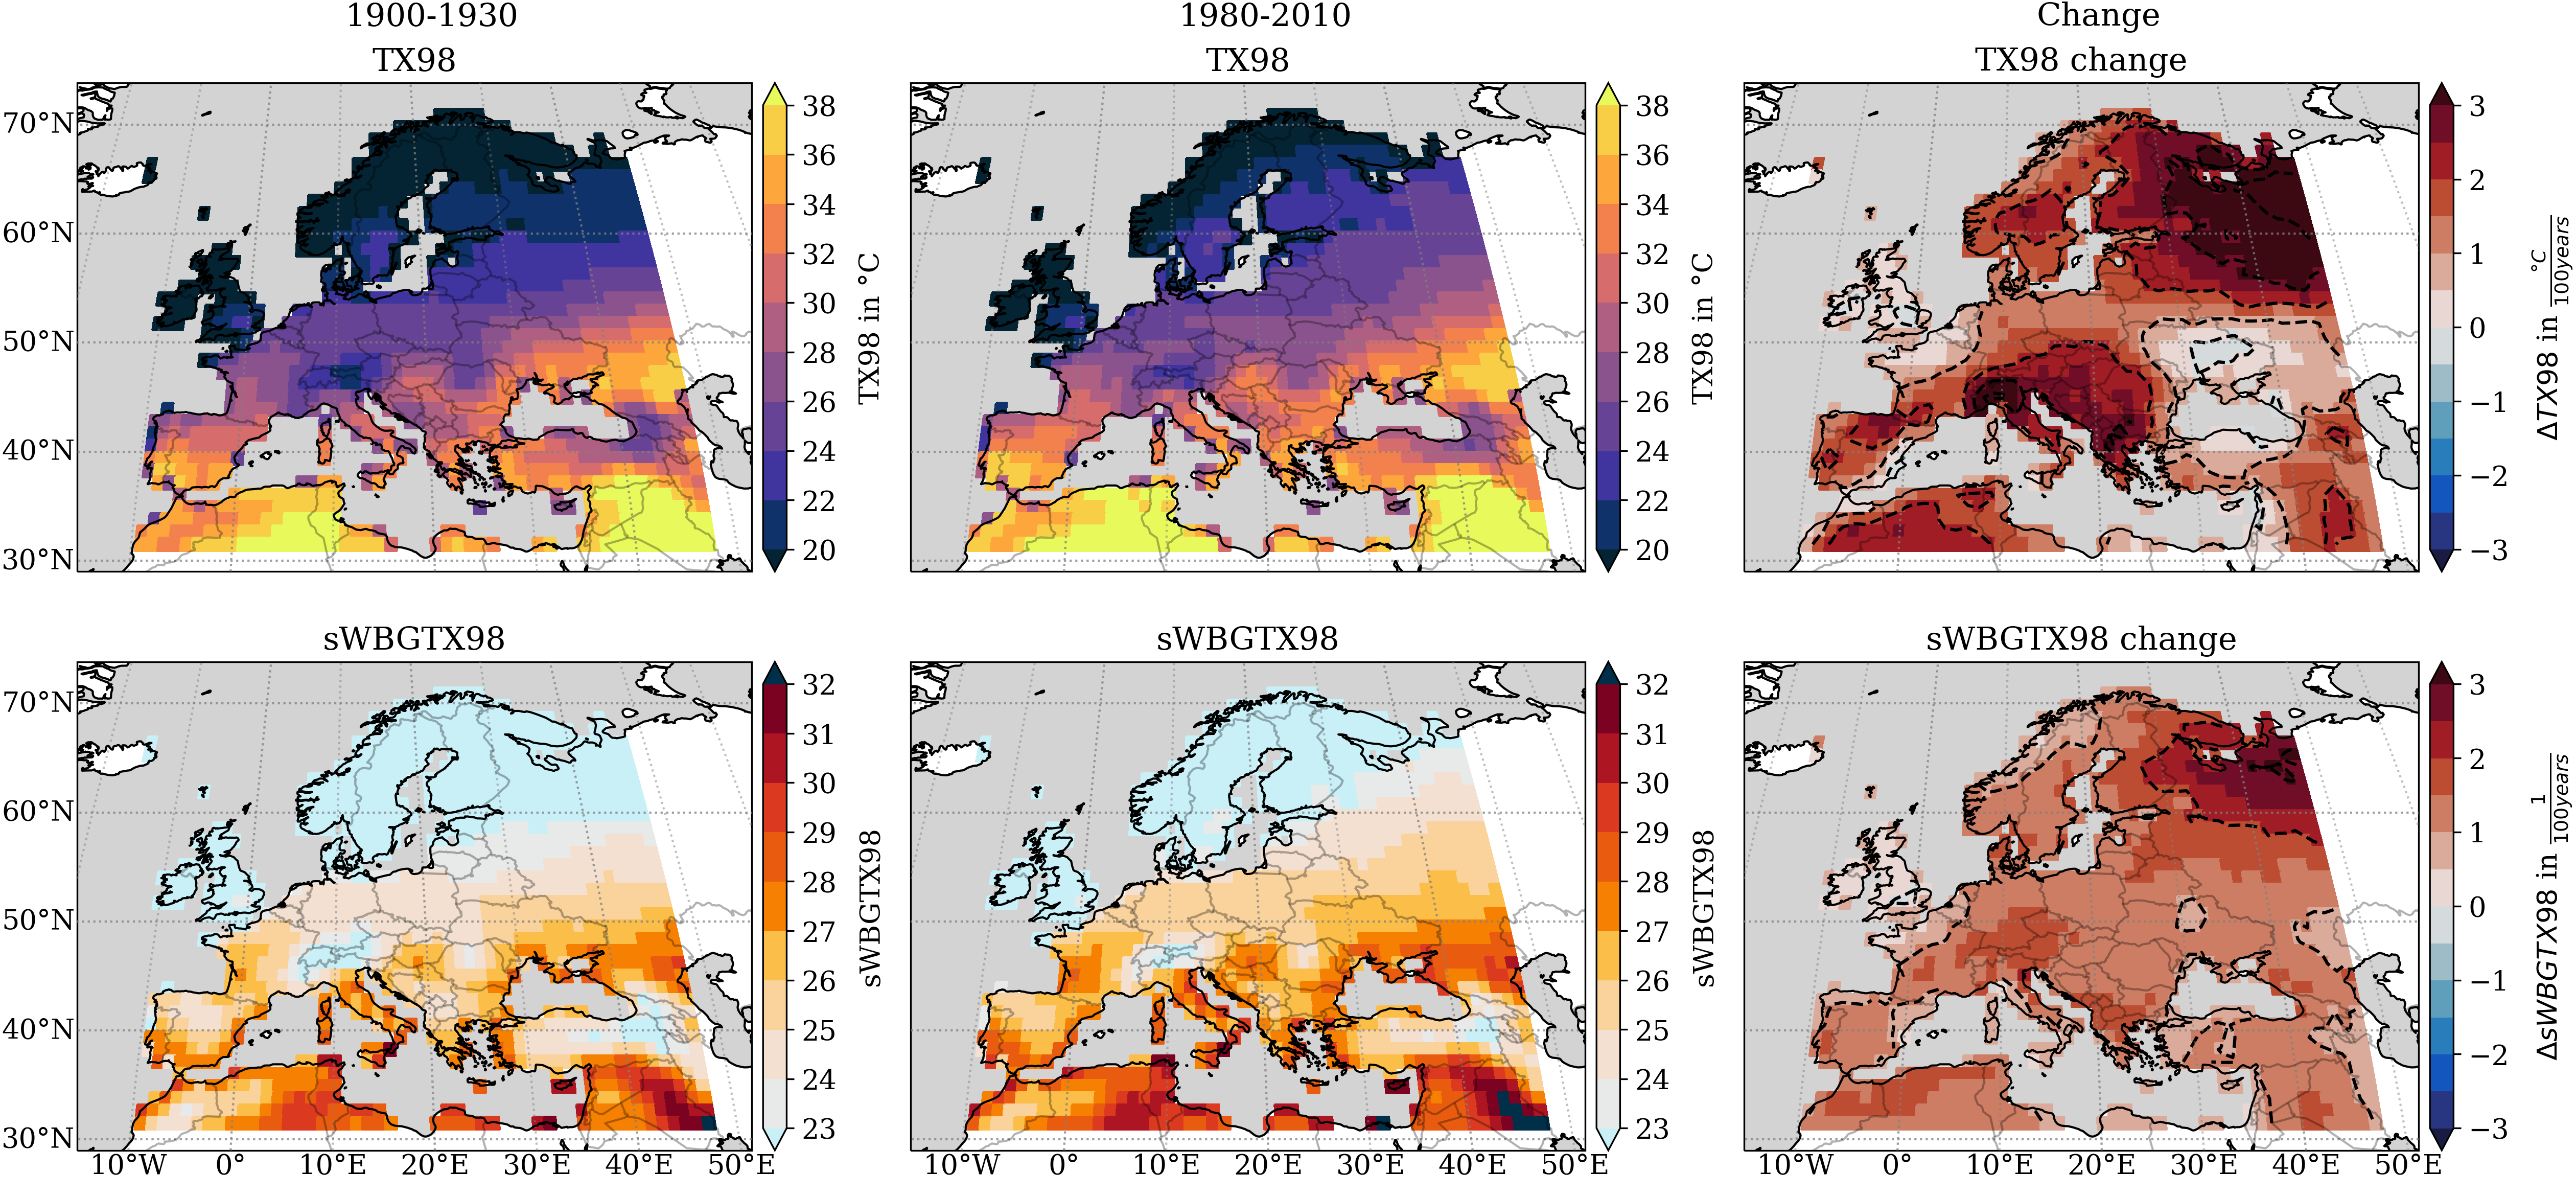 1900-1930
1980-2010
Change
TX98
TX98
TX98 change
70°N
60°N
50°N
40°N
30°N
38
36
34
32
30
28
26
24
22
20
TX98 in °C
38
36
34
32
30
28
26
24
22
20
TX98 in °C
3
2
1
0
−1
−2
−3
ΔTX98 in °C/100years
sWBGTX98
sWBGTX98
sWBGTX98 change
70°N
60°N
50°N
40°N
30°N
32
31
30
29
28
27
26
25
24
23
sWBGTX98
32
31
30
29
28
27
26
25
24
23
sWBGTX98
3
2
1
0
−1
−2
−3
ΔsWBGTX98 in 1/100years
10°W 0° 10°E 20°E 30°E 40°E 50°E
10°W 0° 10°E 20°E 30°E 40°E 50°E
10°W 0° 10°E 20°E 30°E 40°E 50°E